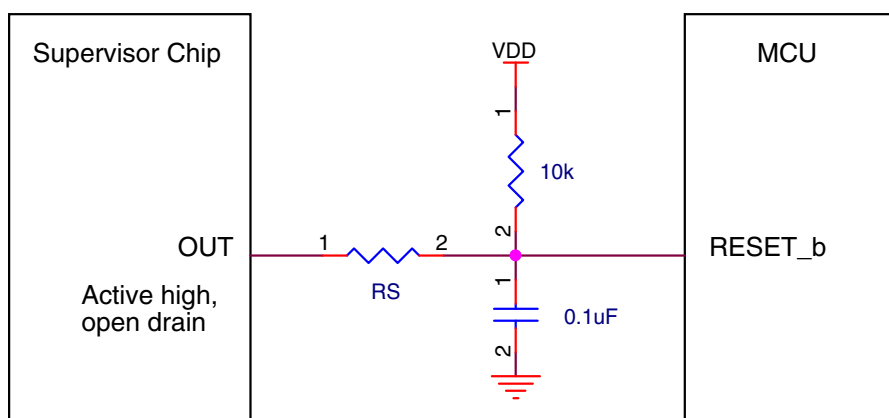 Supervisor Chip
VDD
MCU
1
10k
2
OUT
1
2
RESET_b
RS
1
Active high,
open drain
0.1uF
2